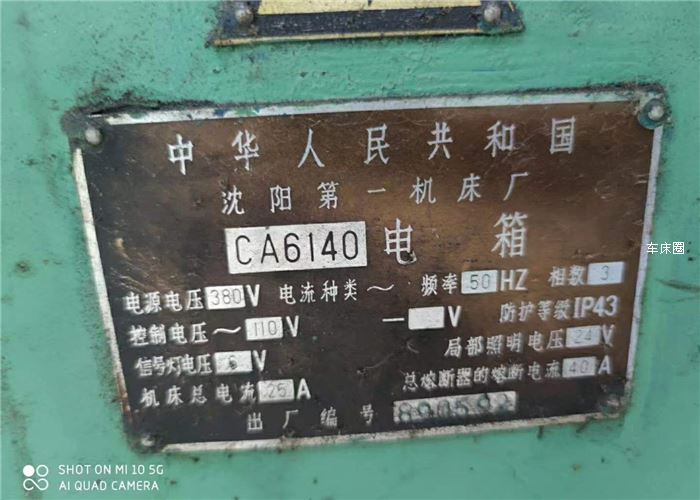 中华人民共和国
沈阳第一机床厂
CA6140 电箱
电源电压 380 V 电流种类～ 频率 50 HZ 相数 3
控制电压～ 110 V — V 防护等级 IP43
信号灯电压 6 V 局部照明电压 24 V
机床总电流 25 A 总熔断器的熔断电流 40 A
出厂编号
车床圈
SHOT ON MI 10 5G
AI QUAD CAMERA